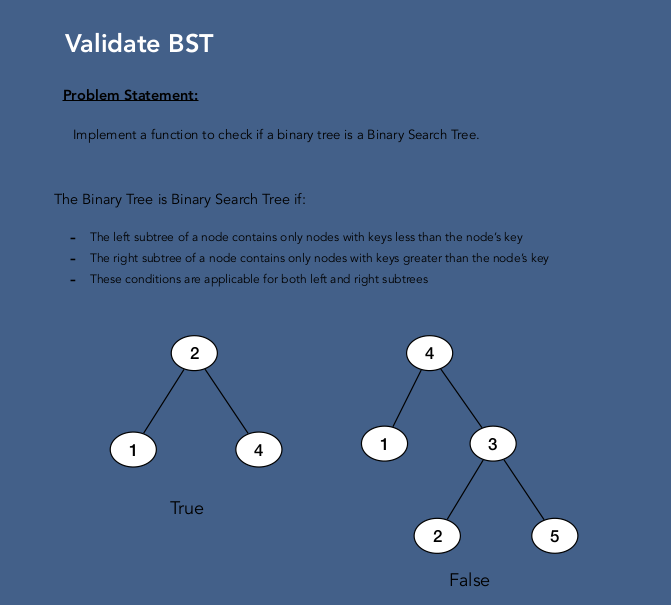 Validate BST
Problem Statement:
Implement a function to check if a binary tree is a Binary Search Tree.
The Binary Tree is Binary Search Tree if:
- The left subtree of a node contains only nodes with keys less than the node’s key
- The right subtree of a node contains only nodes with keys greater than the node’s key
- These conditions are applicable for both left and right subtrees
2
1 4
True
4
1 3
2 5
False